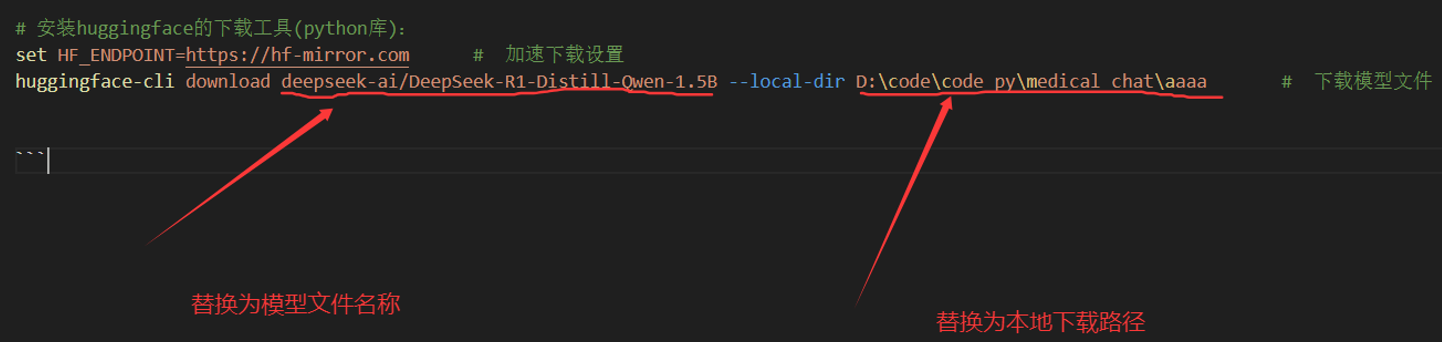 # 安装huggingface的下载工具(python库)：
set HF_ENDPOINT=https://hf-mirror.com # 加速下载设置
huggingface-cli download deepseek-ai/DeepSeek-R1-Distill-Qwen-1.5B --local-dir D:\code\code_py\medical_chat\aaaa # 下载模型文件
```
替换为模型文件名称
替换为本地下载路径